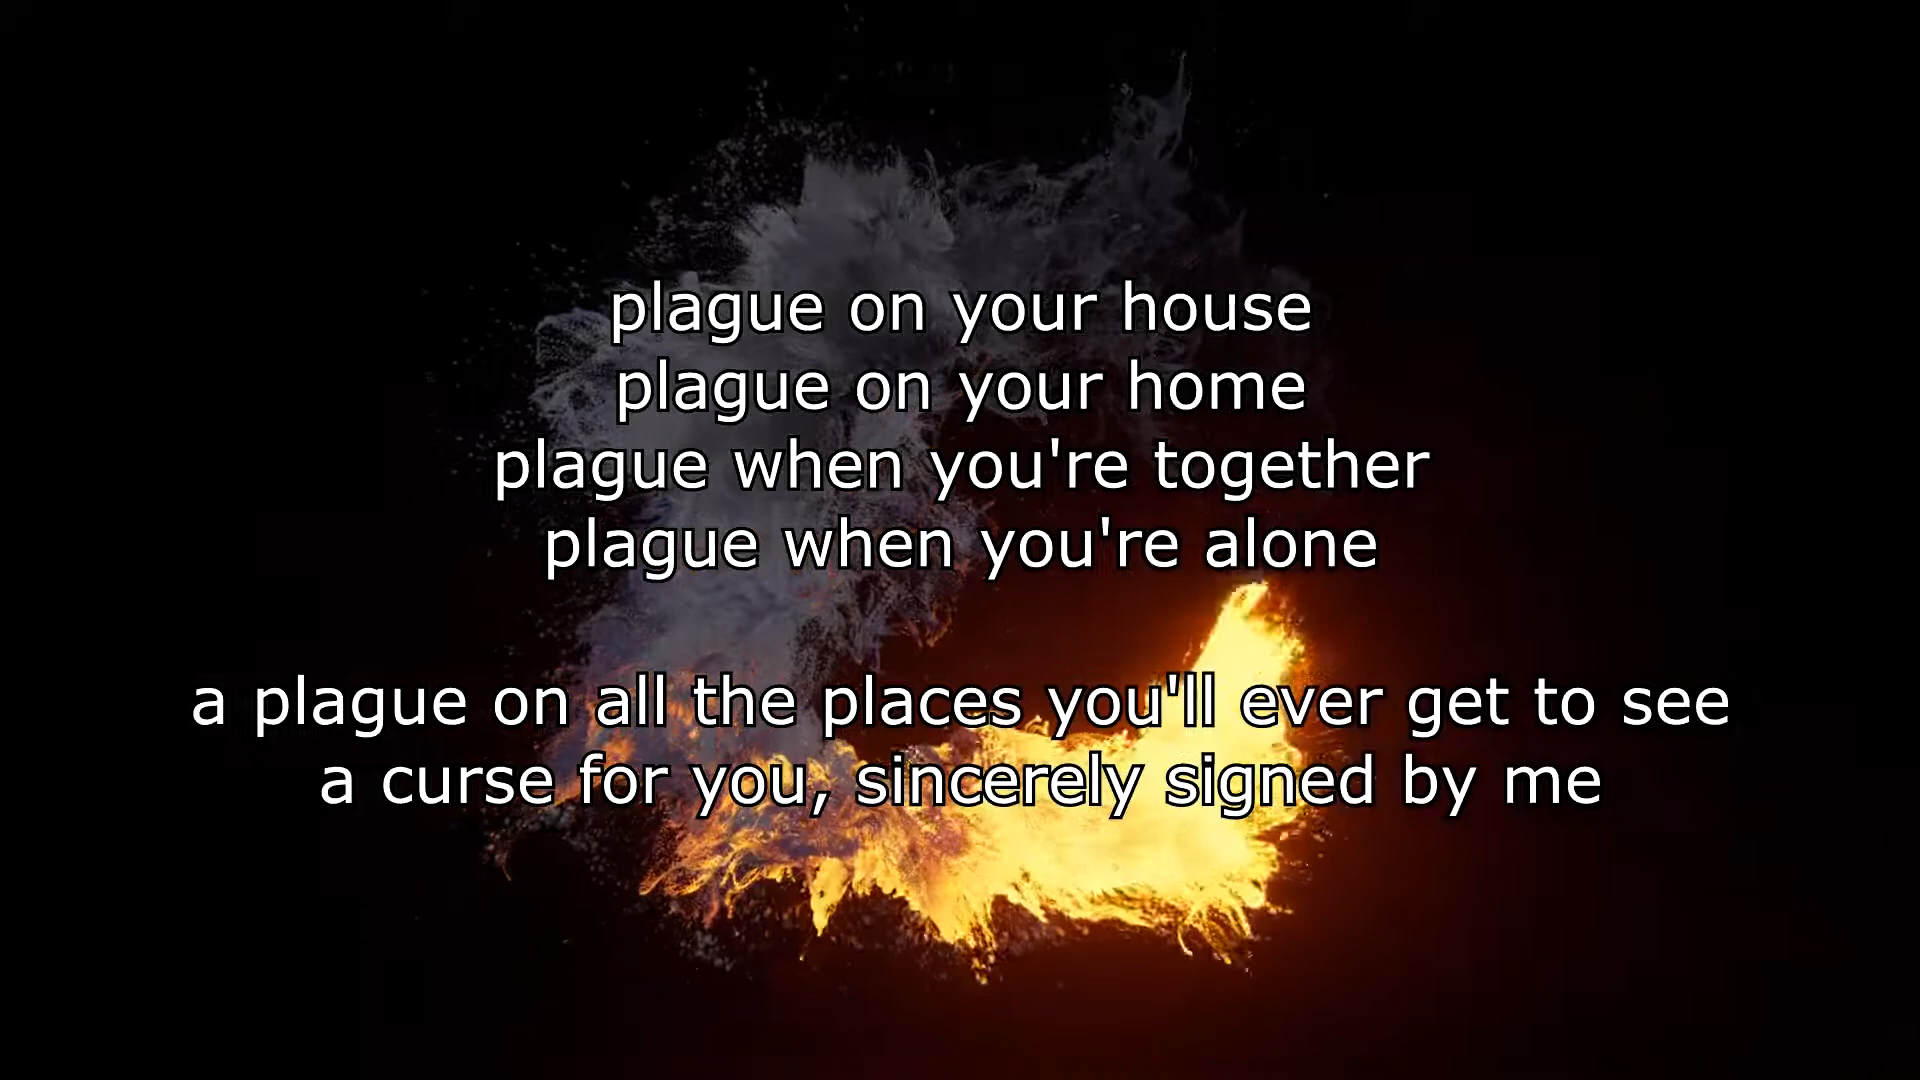 plague on your house
plague on your home
plague when you're together
plague when you're alone
a plague on all the places you'll ever get to see
a curse for you, sincerely signed by me